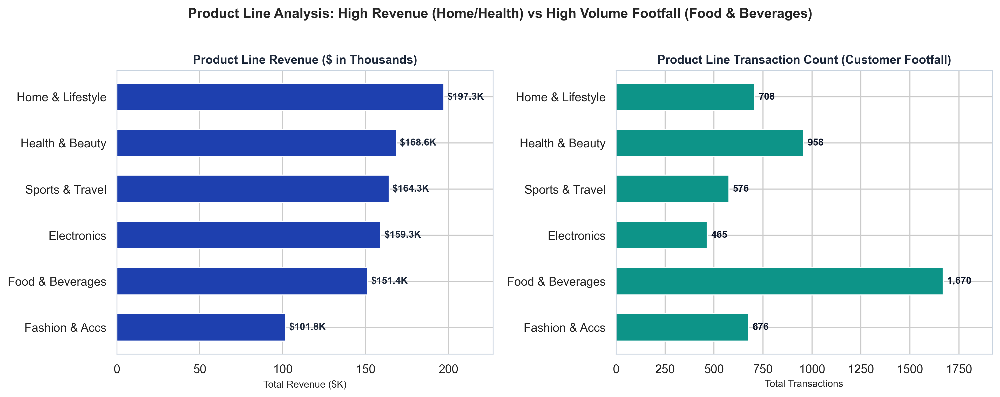 Product Line Analysis: High Revenue (Home/Health) vs High Volume Footfall (Food & Beverages)
Product Line Revenue ($ in Thousands)
Home & Lifestyle
$197.3K
Health & Beauty
$168.6K
Sports & Travel
$164.3K
Electronics
$159.3K
Food & Beverages
$151.4K
Fashion & Accs
$101.8K
0 50 100 150 200
Total Revenue ($K)
Product Line Transaction Count (Customer Footfall)
Home & Lifestyle
708
Health & Beauty
958
Sports & Travel
576
Electronics
465
Food & Beverages
1,670
Fashion & Accs
676
0 250 500 750 1000 1250 1500 1750
Total Transactions